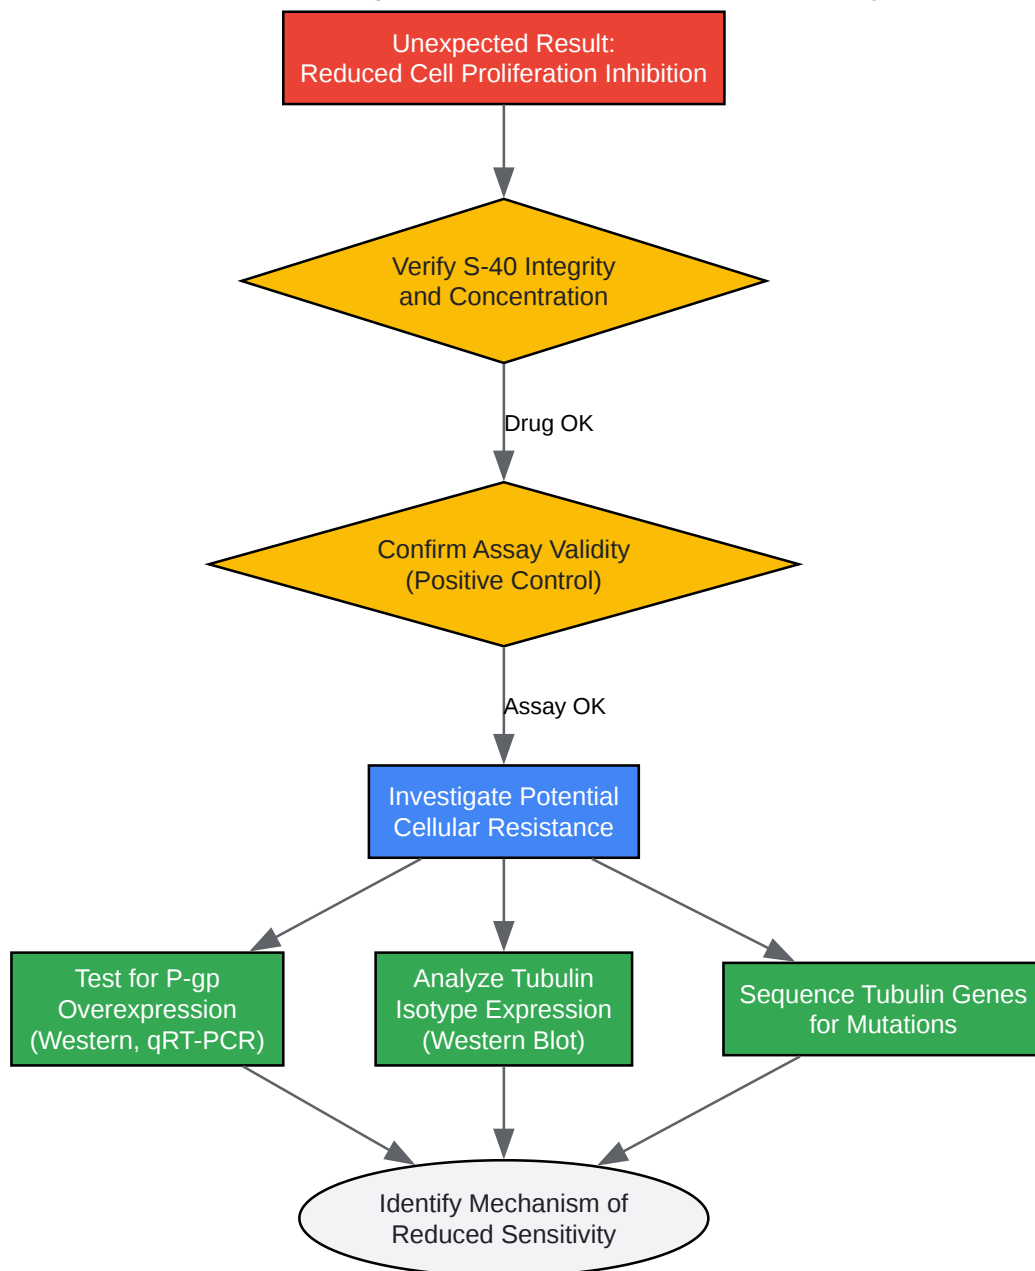 Unexpected Result:
Reduced Cell Proliferation Inhibition
Verify S-40 Integrity
and Concentration
Drug OK
Confirm Assay Validity
(Positive Control)
Assay OK
Investigate Potential
Cellular Resistance
Test for P-gp
Overexpression
(Western, qRT-PCR)
Analyze Tubulin
Isotype Expression
(Western Blot)
Sequence Tubulin Genes
for Mutations
Identify Mechanism of
Reduced Sensitivity